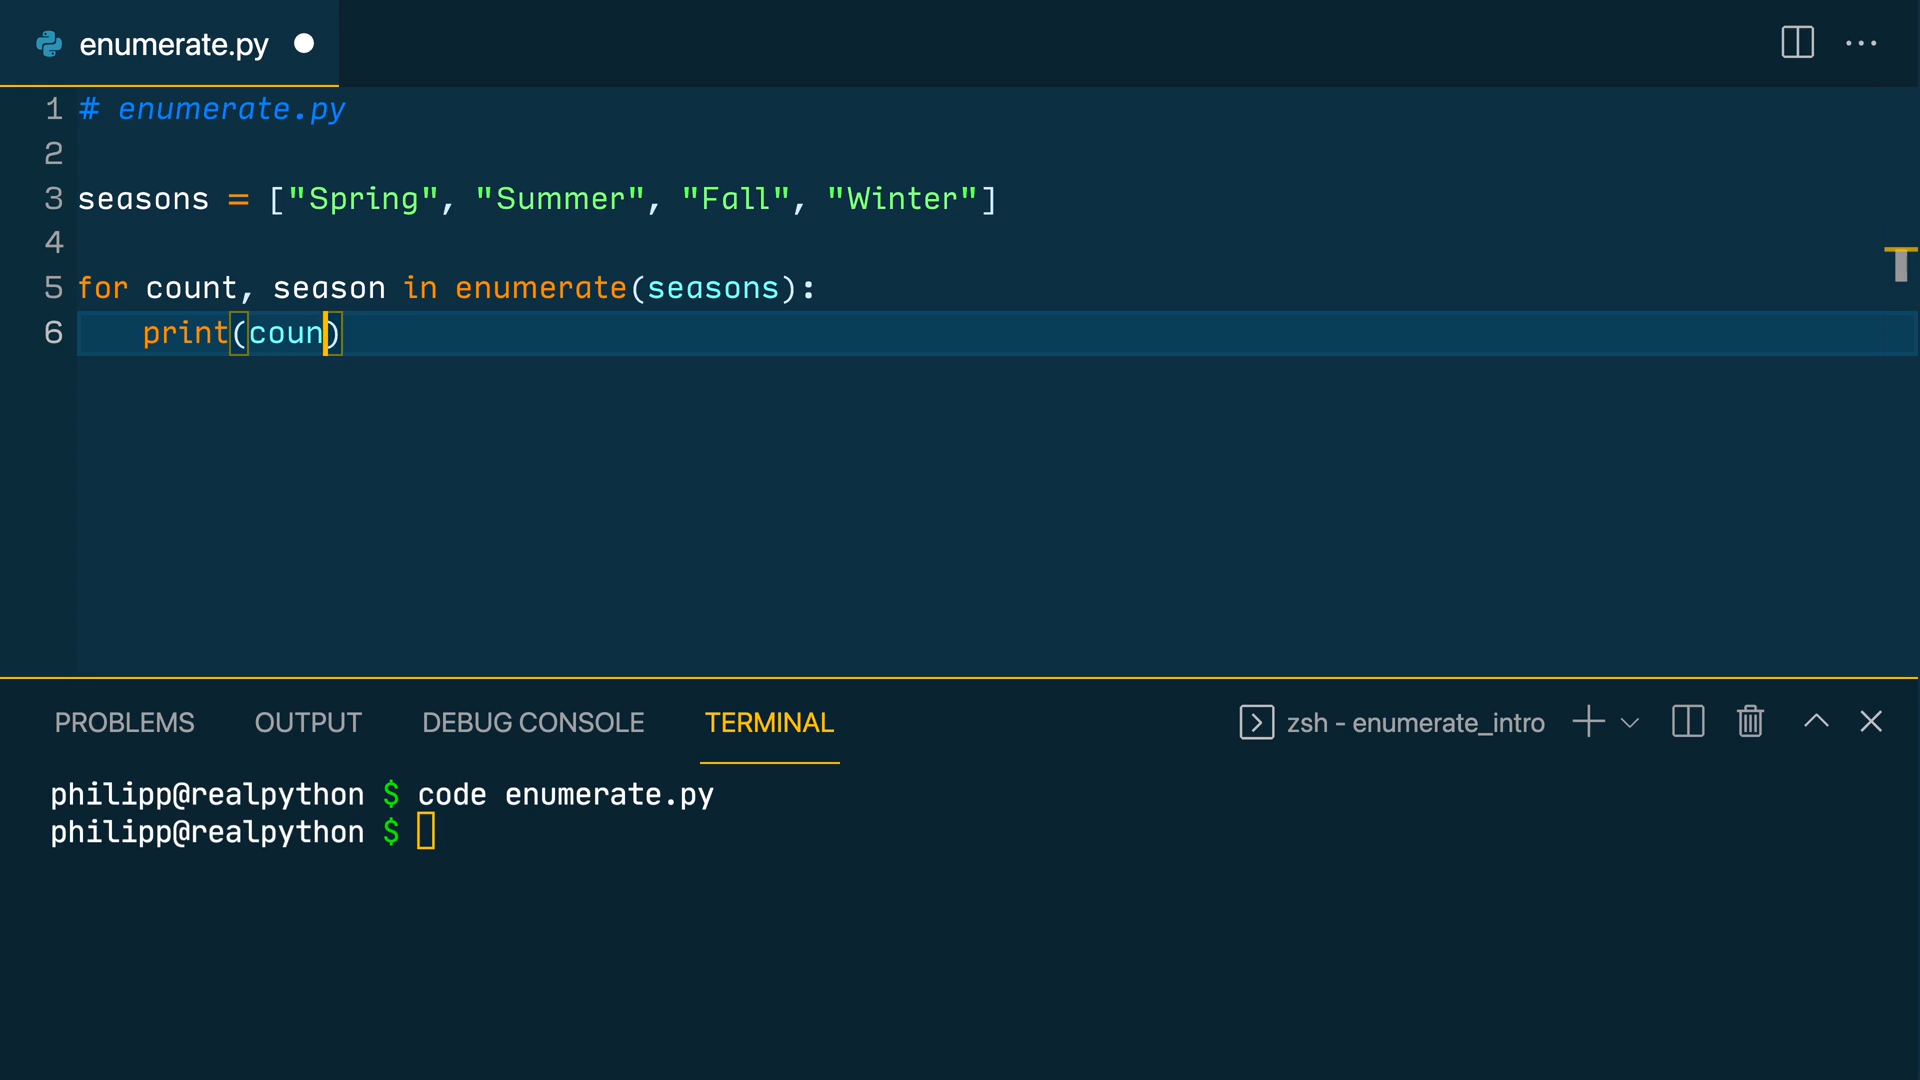 enumerate.py
1 # enumerate.py
2
3 seasons = ["Spring", "Summer", "Fall", "Winter"]
4
5 for count, season in enumerate(seasons):
6     print(coun)
PROBLEMS OUTPUT DEBUG CONSOLE TERMINAL zsh - enumerate_intro
philipp@realpython $ code enumerate.py
philipp@realpython $